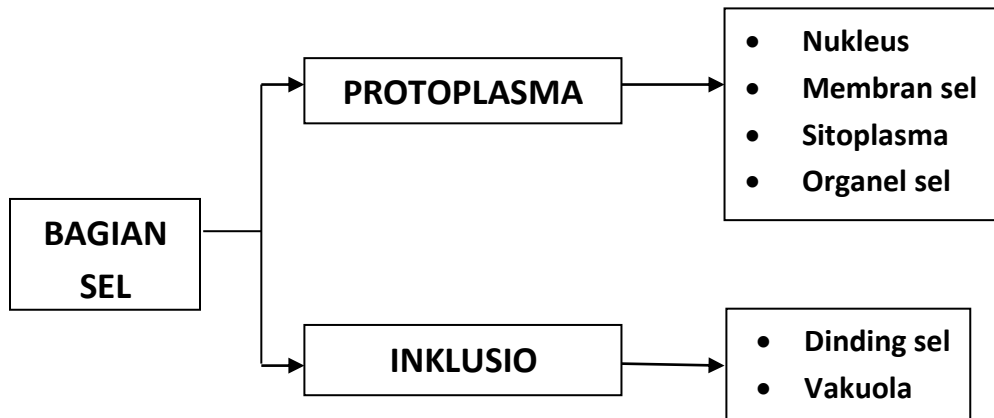 PROTOPLASMA
• Nukleus
• Membran sel
• Sitoplasma
• Organel sel
BAGIAN
SEL
INKLUSIO
• Dinding sel
• Vakuola